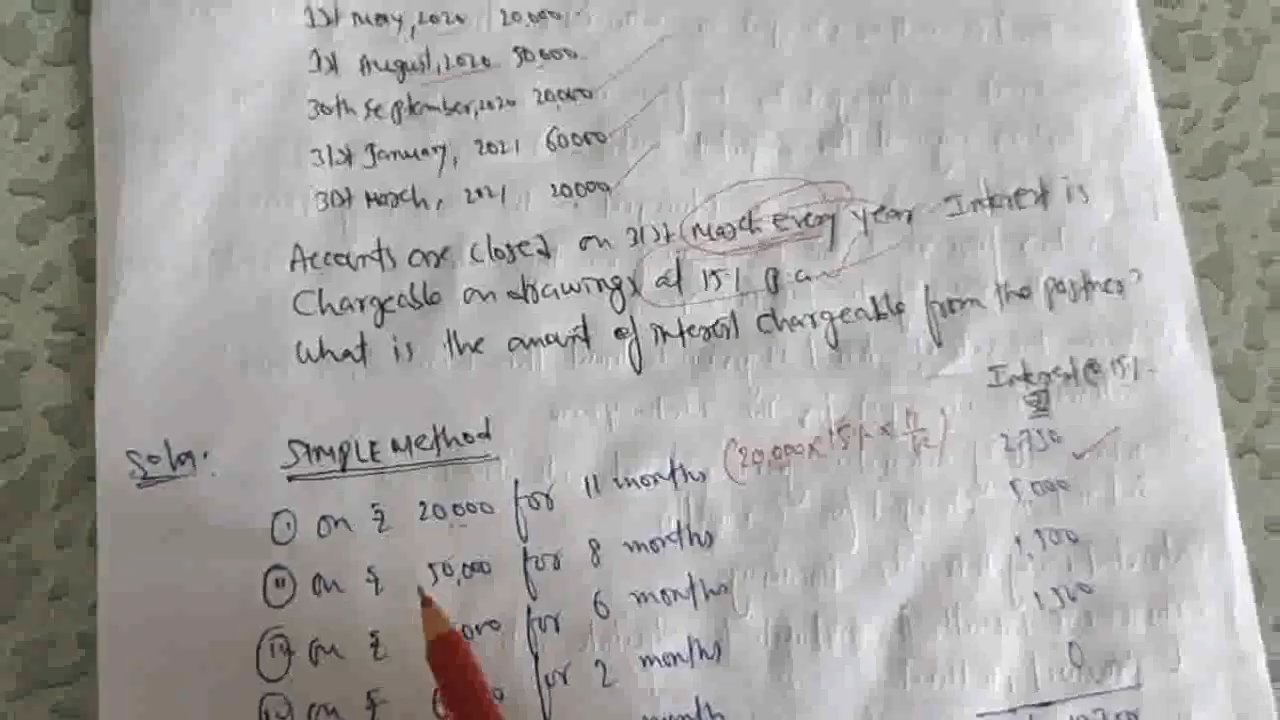 1st May, 2020 20,000
1st August, 2020 50,000
30th September, 2020 20,000
31st January, 2021 60000
31st March, 2021 20,000
Accounts are closed on 31st March every year Interest is
Chargeable on drawings at 15%
What is the amount of interest chargeable from the partner?
Interest @ 15%
Soln: SIMPLE Method
(i) on ₹ 20,000 for 11 months (20,000 x 15% x 11/12) 2,750
(ii) on ₹ 50,000 for 8 months 5,000
(iii) on ₹ 000 for 6 months 1,500
(iv) on ₹ for 2 months 1,500
month 0